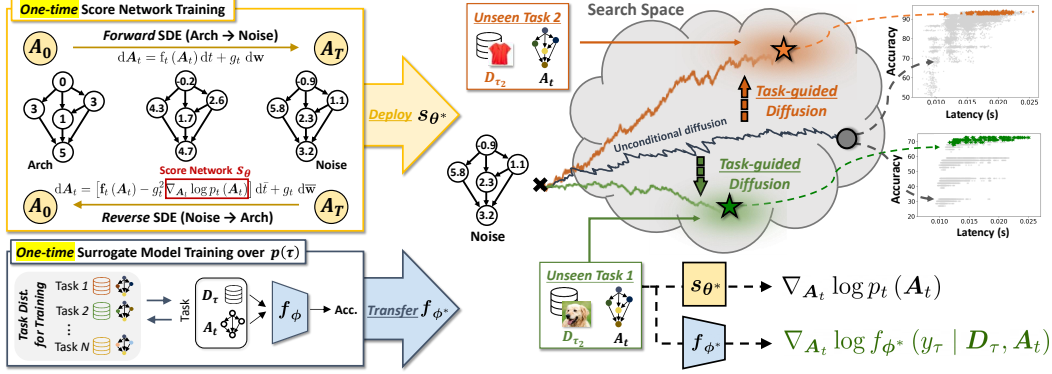 One-time Score Network Training
Forward SDE (Arch → Noise)
A_0
A_T
dA_t = f_t (A_t) dt + g_t dw
0
3
3
1
5
Arch
-0.2
4.3
2.6
1.7
4.7
-0.9
5.8
1.1
2.3
3.2
Noise
Score Network s_θ
dA_t = [f_t (A_t) − g_t^2 ∇_{A_t} log p_t (A_t)] dt̄ + g_t dw̄
A_0
A_T
Reverse SDE (Noise → Arch)
Deploy s_θ*
One-time Surrogate Model Training over p(τ)
Task Dist. for Training
Task 1
Task 2
⋮
Task N
Task
D_τ
A_t
f_ϕ
Acc.
Transfer f_ϕ*
Unseen Task 2
D_τ2
A_t
Search Space
-0.9
5.8
1.1
2.3
3.2
Noise
Unconditional diffusion
Task-guided
Diffusion
Task-guided
Diffusion
Unseen Task 1
D_τ2
A_t
s_θ*
∇_{A_t} log p_t (A_t)
f_ϕ*
∇_{A_t} log f_ϕ* (y_τ | D_τ, A_t)
Accuracy
90
80
70
60
50
0.010 0.015 0.020 0.025
Latency (s)
Accuracy
70
60
50
40
30
20
0.010 0.015 0.020 0.025
Latency (s)